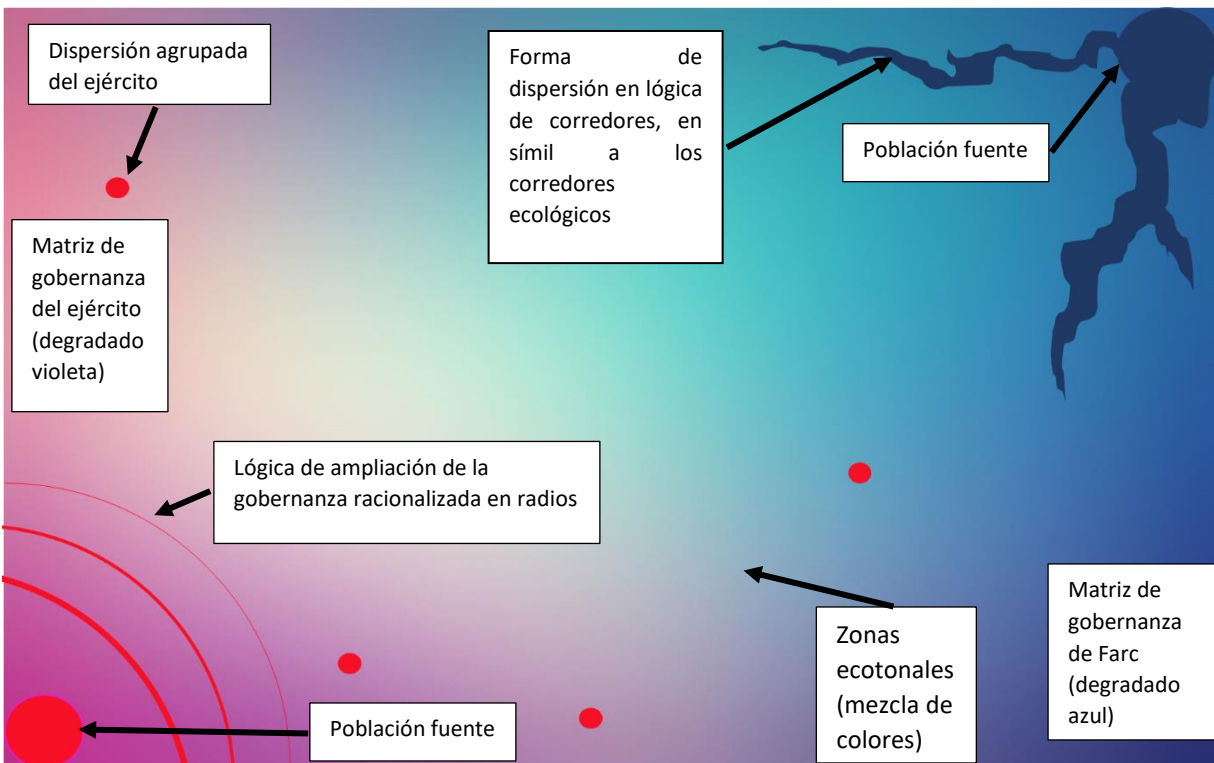 Dispersión agrupada
del ejército
Forma de
dispersión en lógica
de corredores, en
símil a los
corredores
ecológicos
Población fuente
Matriz de
gobernanza
del ejército
(degradado
violeta)
Lógica de ampliación de la
gobernanza racionalizada en radios
Zonas
ecotonales
(mezcla de
colores)
Matriz de
gobernanza
de Farc
(degradado
azul)
Población fuente